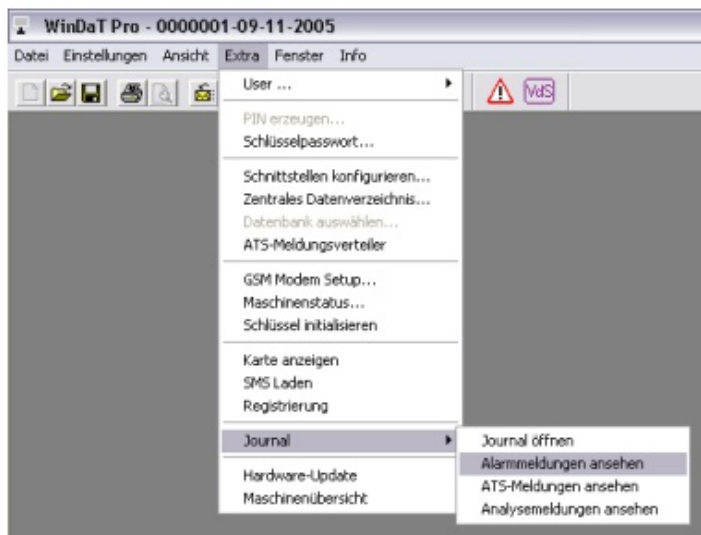 WinDaT Pro - 0000001-09-11-2005
Datei Einstellungen Ansicht Extra Fenster Info
VdS
User ...
PIN erzeugen...
Schlüsselpasswort...
Schnittstellen konfigurieren...
Zentrales Datenverzeichnis...
Datenbank auswählen...
ATS-Meldungsverteiler
GSM Modem Setup...
Maschinenstatus...
Schlüssel initialisieren
Karte anzeigen
SMS Laden
Registrierung
Journal
Hardware-Update
Maschinenübersicht
Journal öffnen
Alarmmeldungen ansehen
ATS-Meldungen ansehen
Analysemeldungen ansehen